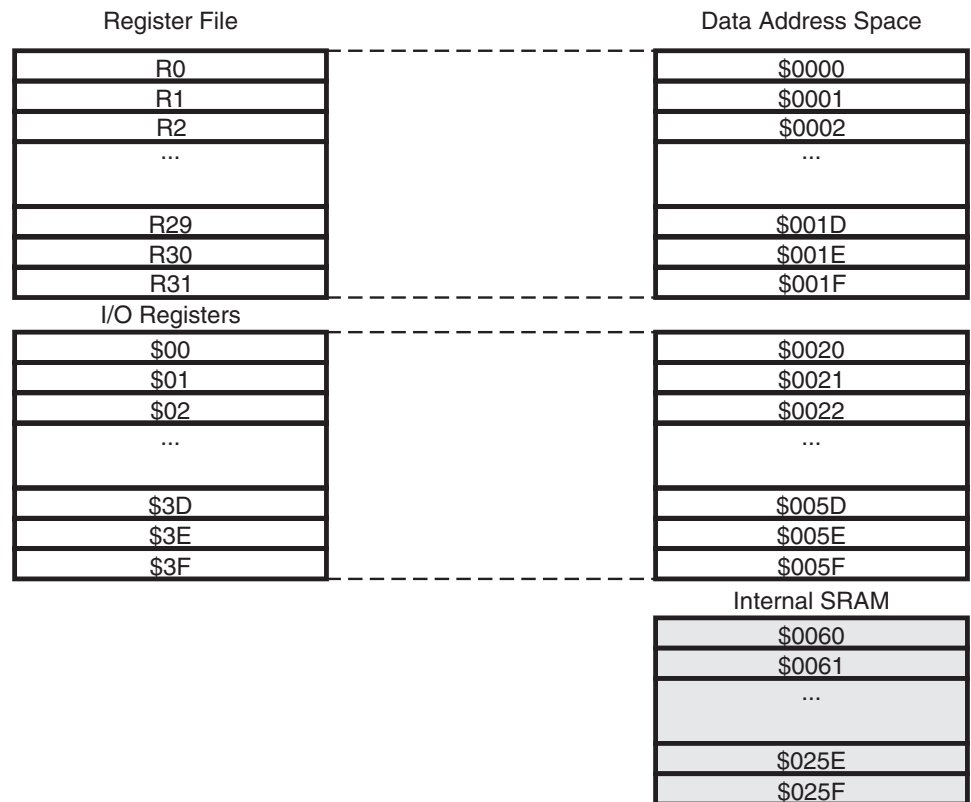 Register File
Data Address Space
R0
$0000
R1
$0001
R2
$0002
...
...
R29
$001D
R30
$001E
R31
$001F
I/O Registers
$00
$0020
$01
$0021
$02
$0022
...
...
$3D
$005D
$3E
$005E
$3F
$005F
Internal SRAM
$0060
$0061
...
$025E
$025F